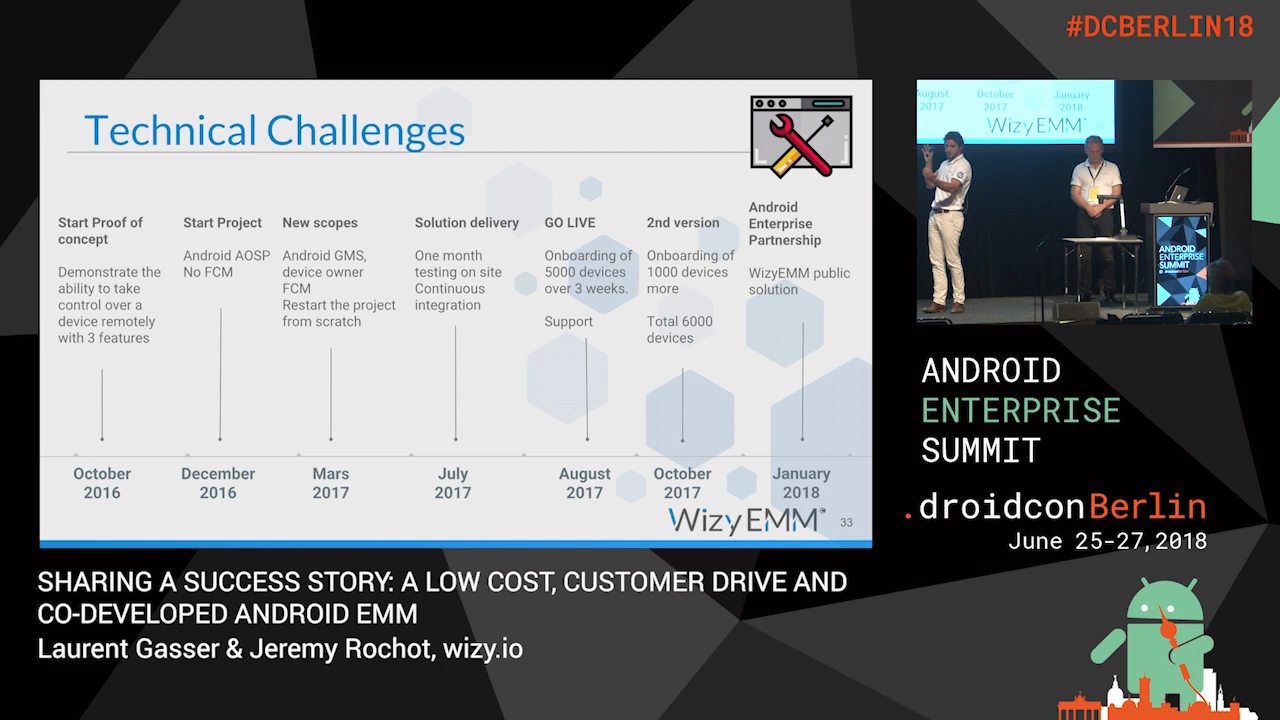 #DCBERLIN18
Technical Challenges
Start Proof of
concept
Demonstrate the
ability to take
control over a
device remotely
with 3 features
Start Project
Android AOSP
No FCM
New scopes
Android GMS,
device owner
FCM
Restart the project
from scratch
Solution delivery
One month
testing onsite
Continuous
integration
GO LIVE
Onboarding of
5000 devices
over 3 weeks.
Support
2nd version
Onboarding of
1000 devices
more
Total 6000
devices
Android
Enterprise
Partnership
WizyEMM public
solution
October
2016
December
2016
Mars
2017
July
2017
August
2017
October
2017
January
2018
WizyEMM
33
August
2017
October
2017
January
2018
WizyEMM
ANDROID
ENTERPRISE
SUMMIT
ANDROID
ENTERPRISE
SUMMIT
.droidconBerlin
June 25-27, 2018
SHARING A SUCCESS STORY: A LOW COST, CUSTOMER DRIVE AND
CO-DEVELOPED ANDROID EMM
Laurent Gasser & Jeremy Rochot, wizy.io